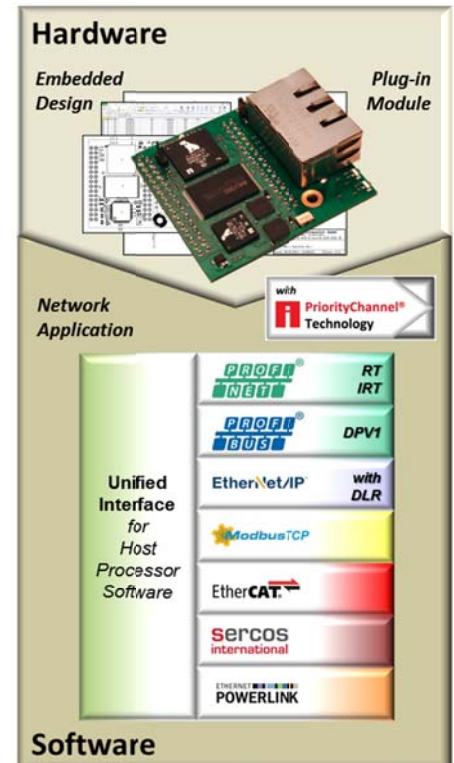 Hardware
Embedded
Design
Plug-in
Module
with
PriorityChannel®
Technology
Network
Application
Unified
Interface
for
Host
Processor
Software
PROFI®
NET
RT
IRT
PROFI®
BUS
DPV1
EtherNet/IP
with
DLR
ModbusTCP
EtherCAT®
sercos
international
ETHERNET
POWERLINK
Software